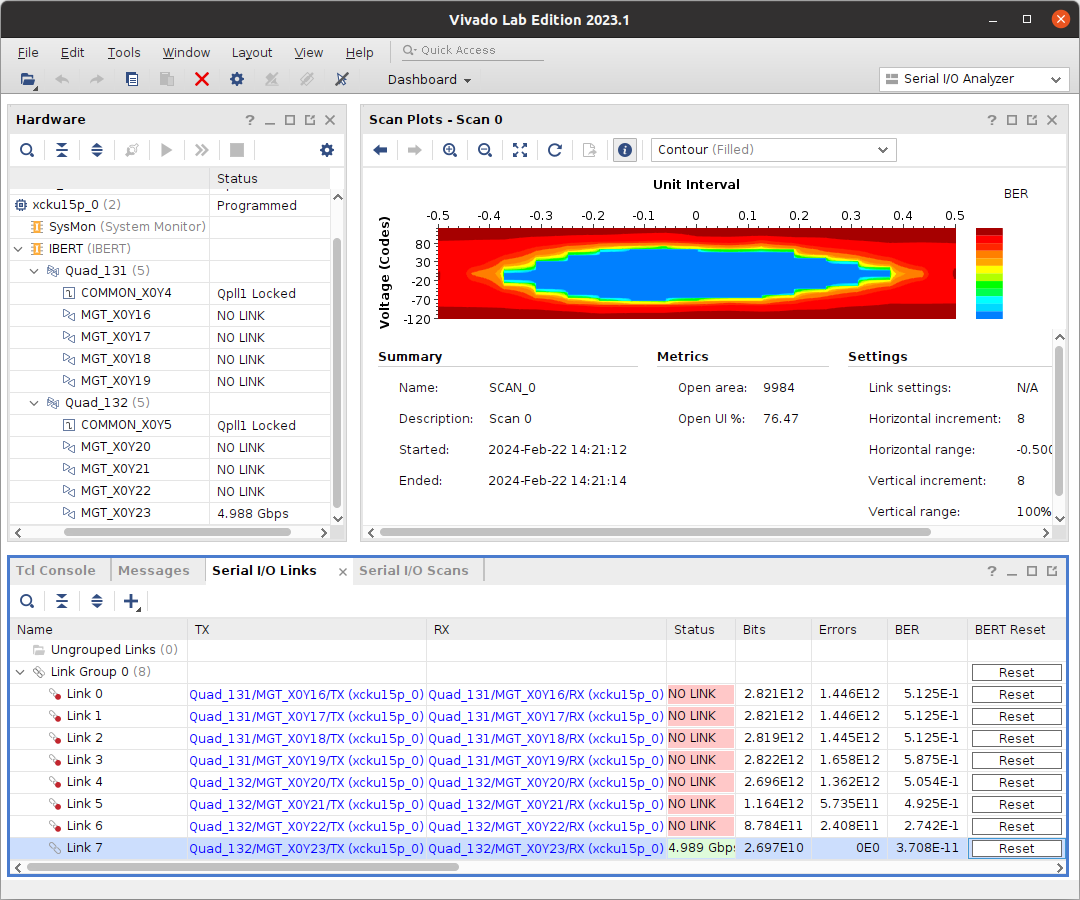 Vivado Lab Edition 2023.1
File Edit Tools Window Layout View Help Quick Access
Dashboard Serial I/O Analyzer
Hardware
Status
xcku15p_0 (2) Programmed
SysMon (System Monitor)
IBERT (IBERT)
Quad_131 (5)
COMMON_X0Y4 Qpll1 Locked
MGT_X0Y16 NO LINK
MGT_X0Y17 NO LINK
MGT_X0Y18 NO LINK
MGT_X0Y19 NO LINK
Quad_132 (5)
COMMON_X0Y5 Qpll1 Locked
MGT_X0Y20 NO LINK
MGT_X0Y21 NO LINK
MGT_X0Y22 NO LINK
MGT_X0Y23 4.988 Gbps
Scan Plots - Scan 0
Contour (Filled)
Unit Interval
BER
-0.5 -0.4 -0.3 -0.2 -0.1 0 0.1 0.2 0.3 0.4 0.5
Voltage (Codes)
80
30
-20
-70
-120
Summary Metrics Settings
Name: SCAN_0 Open area: 9984 Link settings: N/A
Description: Scan 0 Open UI %: 76.47 Horizontal increment: 8
Started: 2024-Feb-22 14:21:12 Horizontal range: -0.500
Ended: 2024-Feb-22 14:21:14 Vertical increment: 8
Vertical range: 100%
Tcl Console Messages Serial I/O Links Serial I/O Scans
Name TX RX Status Bits Errors BER BERT Reset
Ungrouped Links (0)
Link Group 0 (8) Reset
Link 0 Quad_131/MGT_X0Y16/TX (xcku15p_0) Quad_131/MGT_X0Y16/RX (xcku15p_0) NO LINK 2.821E12 1.446E12 5.125E-1 Reset
Link 1 Quad_131/MGT_X0Y17/TX (xcku15p_0) Quad_131/MGT_X0Y17/RX (xcku15p_0) NO LINK 2.821E12 1.446E12 5.125E-1 Reset
Link 2 Quad_131/MGT_X0Y18/TX (xcku15p_0) Quad_131/MGT_X0Y18/RX (xcku15p_0) NO LINK 2.819E12 1.445E12 5.125E-1 Reset
Link 3 Quad_131/MGT_X0Y19/TX (xcku15p_0) Quad_131/MGT_X0Y19/RX (xcku15p_0) NO LINK 2.822E12 1.658E12 5.875E-1 Reset
Link 4 Quad_132/MGT_X0Y20/TX (xcku15p_0) Quad_132/MGT_X0Y20/RX (xcku15p_0) NO LINK 2.696E12 1.362E12 5.054E-1 Reset
Link 5 Quad_132/MGT_X0Y21/TX (xcku15p_0) Quad_132/MGT_X0Y21/RX (xcku15p_0) NO LINK 1.164E12 5.735E11 4.925E-1 Reset
Link 6 Quad_132/MGT_X0Y22/TX (xcku15p_0) Quad_132/MGT_X0Y22/RX (xcku15p_0) NO LINK 8.784E11 2.408E11 2.742E-1 Reset
Link 7 Quad_132/MGT_X0Y23/TX (xcku15p_0) Quad_132/MGT_X0Y23/RX (xcku15p_0) 4.989 Gbps 2.697E10 0E0 3.708E-11 Reset